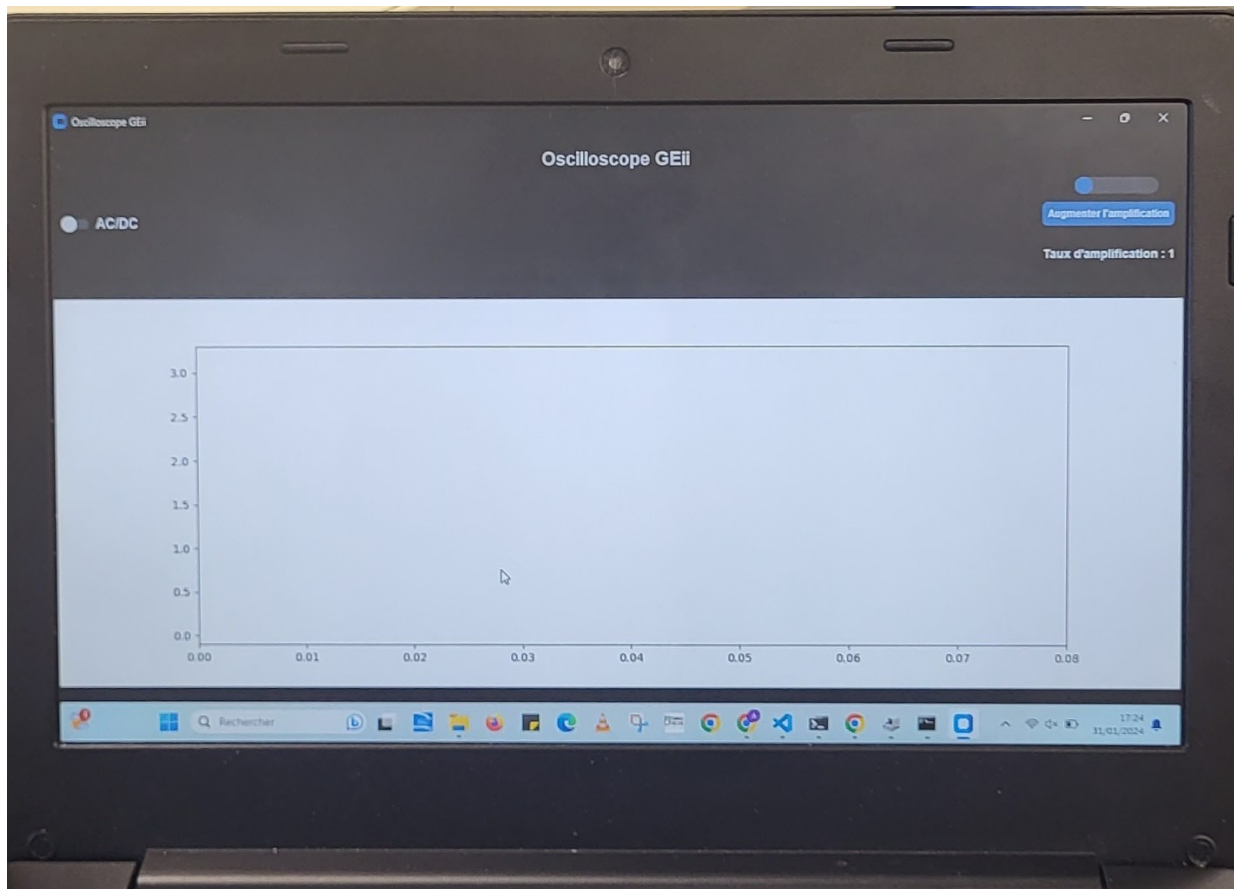 Oscilloscope GEii
Oscilloscope GEii
AC/DC
Augmenter l'amplification
Taux d'amplification : 1
3.0
2.5
2.0
1.5
1.0
0.5
0.0
0.00 0.01 0.02 0.03 0.04 0.05 0.06 0.07 0.08
Rechercher
17:24
31/01/2024